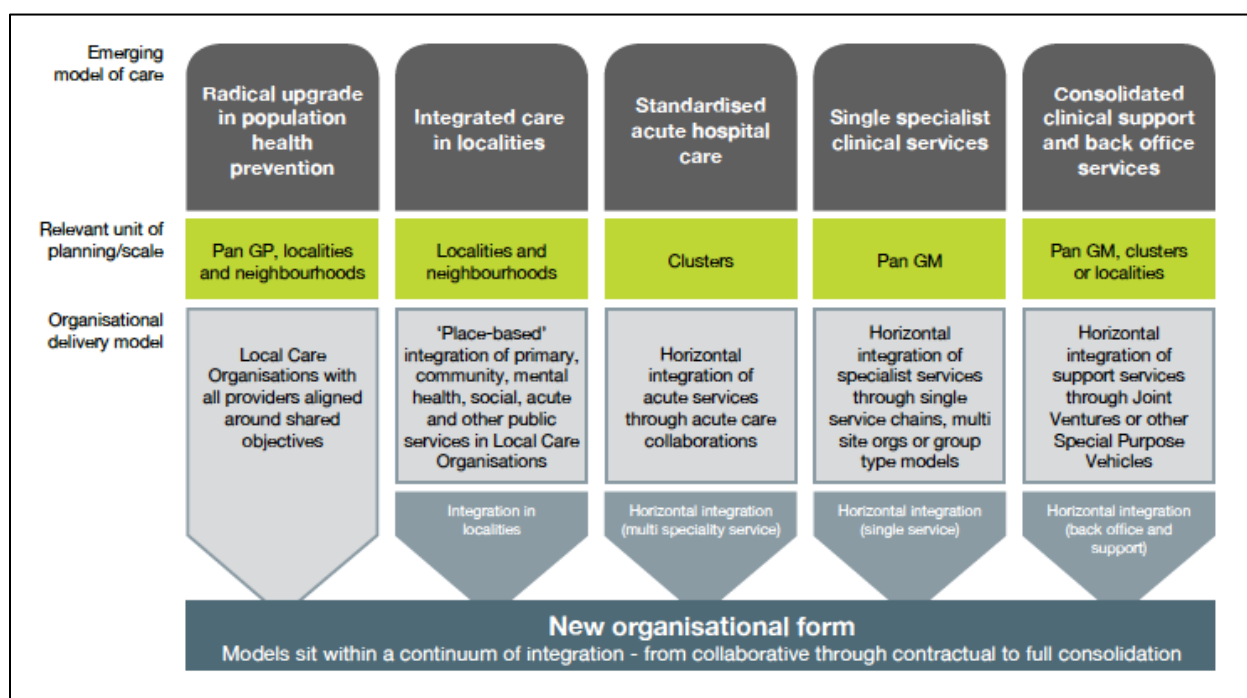 Emerging
model of care
Radical upgrade
in population
health
prevention
Integrated care
in localities
Standardised
acute hospital
care
Single specialist
clinical services
Consolidated
clinical support
and back office
services
Relevant unit of
planning/scale
Pan GP, localities
and neighbourhoods
Localities and
neighbourhoods
Clusters
Pan GM
Pan GM, clusters
or localities
Organisational
delivery model
Local Care
Organisations with
all providers aligned
around shared
objectives
'Place-based'
integration of primary,
community, mental
health, social, acute
and other public
services in Local Care
Organisations
Horizontal
integration of
acute services
through acute care
collaborations
Horizontal
integration of
specialist services
through single
service chains, multi
site orgs or group
type models
Horizontal
integration of
support services
through Joint
Ventures or other
Special Purpose
Vehicles
Integration in
localities
Horizontal integration
(multi speciality service)
Horizontal integration
(single service)
Horizontal integration
(back office and
support)
New organisational form
Models sit within a continuum of integration - from collaborative through contractual to full consolidation